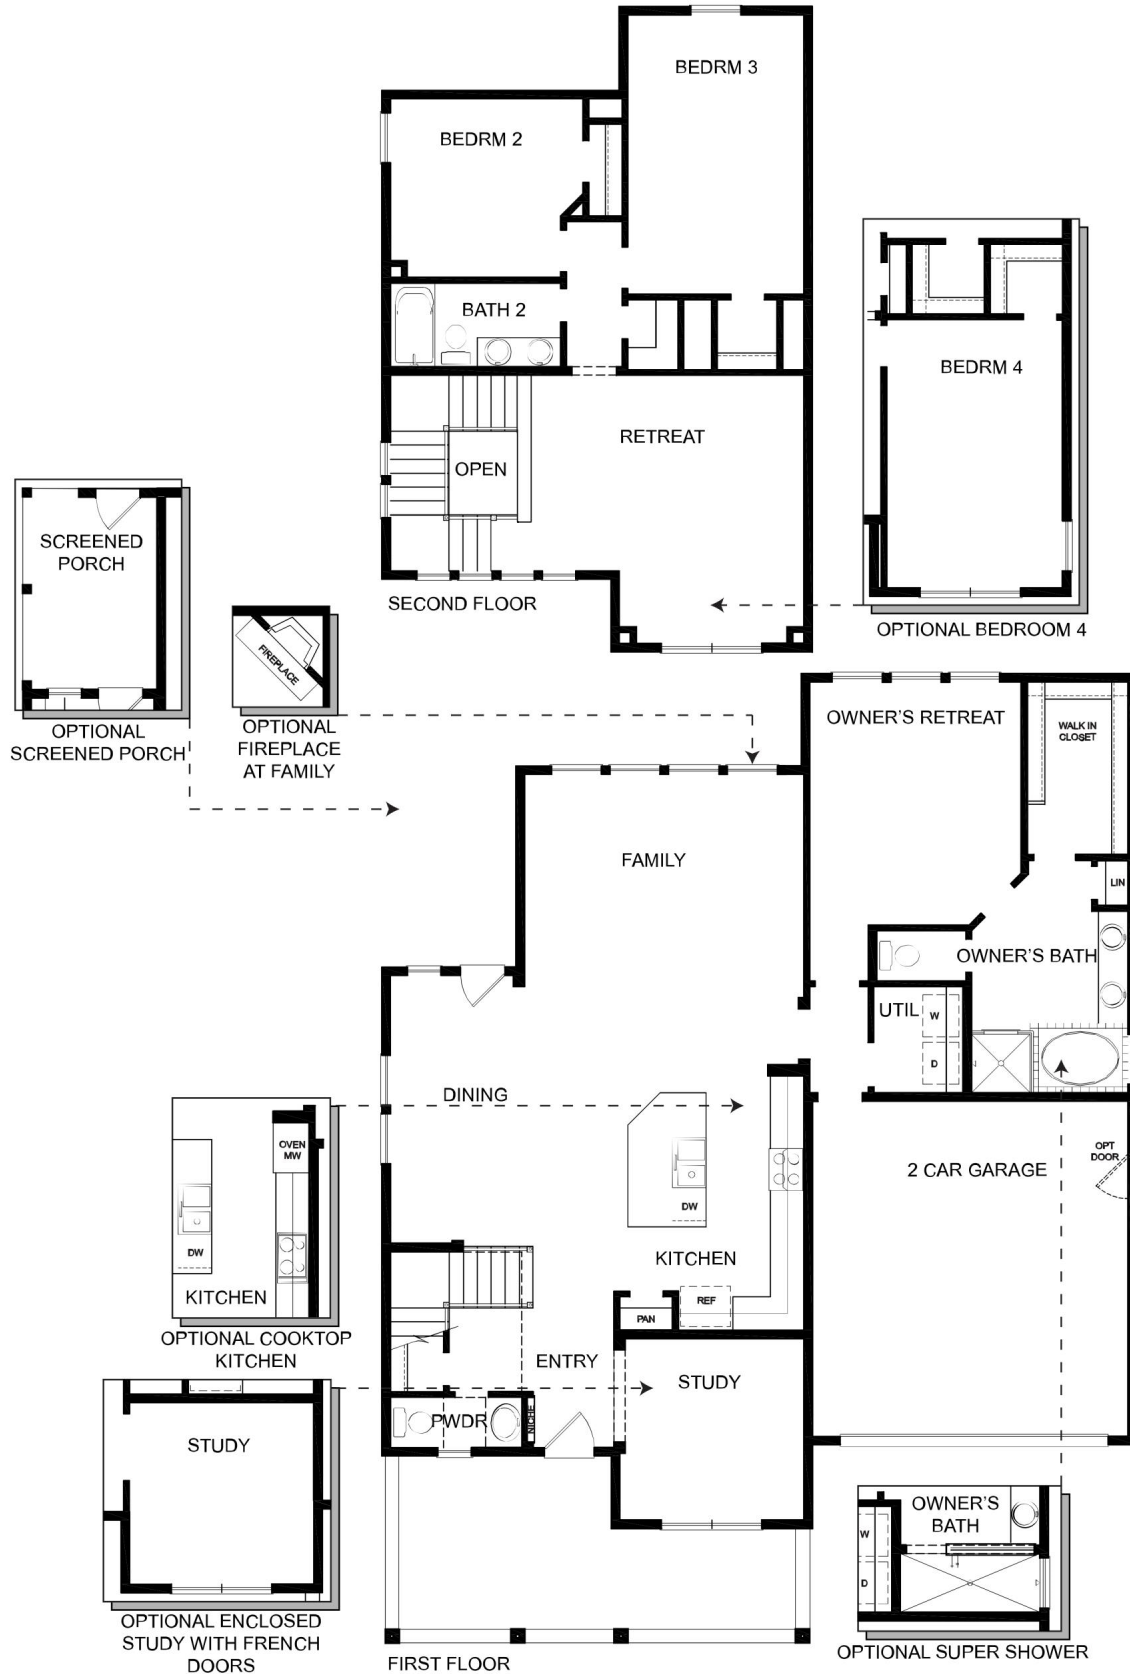 BEDRM 3
BEDRM 2
BATH 2
BEDRM 4
RETREAT
OPEN
SCREENED
PORCH
SECOND FLOOR
OPTIONAL BEDROOM 4
FIREPLACE
OPTIONAL
SCREENED PORCH
OPTIONAL
FIREPLACE
AT FAMILY
OWNER'S RETREAT
WALK IN
CLOSET
FAMILY
LIN
OWNER'S BATH
UTIL
W
D
DINING
OVEN
MW
DW
KITCHEN
OPTIONAL COOKTOP
KITCHEN
DW
KITCHEN
REF
PAN
2 CAR GARAGE
OPT
DOOR
ENTRY
STUDY
PWDR
NICHE
STUDY
OPTIONAL ENCLOSED
STUDY WITH FRENCH
DOORS
OWNER'S
BATH
W
D
OPTIONAL SUPER SHOWER
FIRST FLOOR